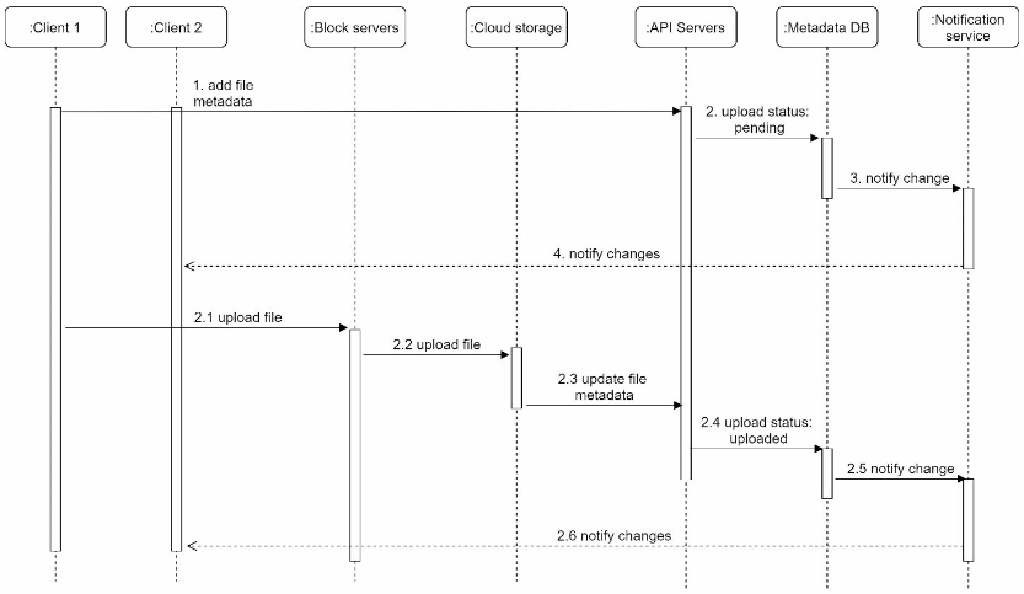 :Client 1
:Client 2
:Block servers
:Cloud storage
:API Servers
:Metadata DB
:Notification
service
1. add file
metadata
2. upload status:
pending
3. notify change
4. notify changes
2.1 upload file
2.2 upload file
2.3 update file
metadata
2.4 upload status:
uploaded
2.5 notify change
2.6 notify changes